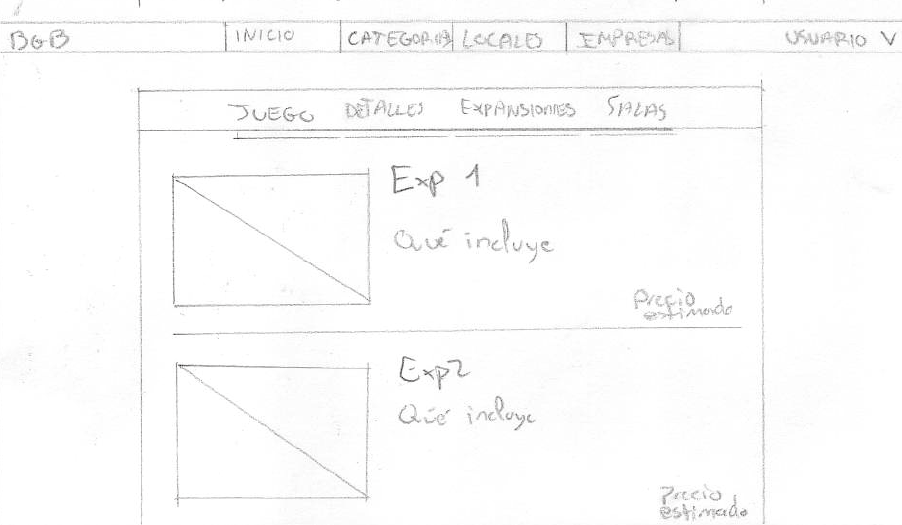 BGB INICIO CATEGORIAS LOCALES EMPRESAS USUARIO V
JUEGO DETALLES EXPANSIONES SALAS
Exp 1
Qué incluye
Precio
estimado
Exp2
Qué incluye
Precio
estimado